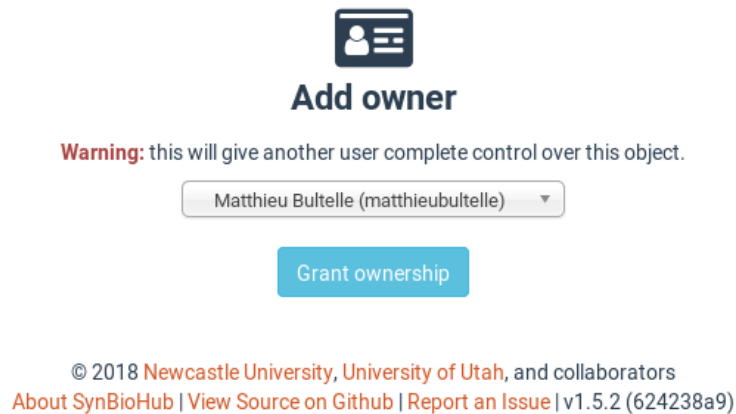 Add owner
Warning: this will give another user complete control over this object.
Matthieu Bultelle (matthieubultelle)
Grant ownership
© 2018 Newcastle University, University of Utah, and collaborators
About SynBioHub | View Source on Github | Report an Issue | v1.5.2 (624238a9)